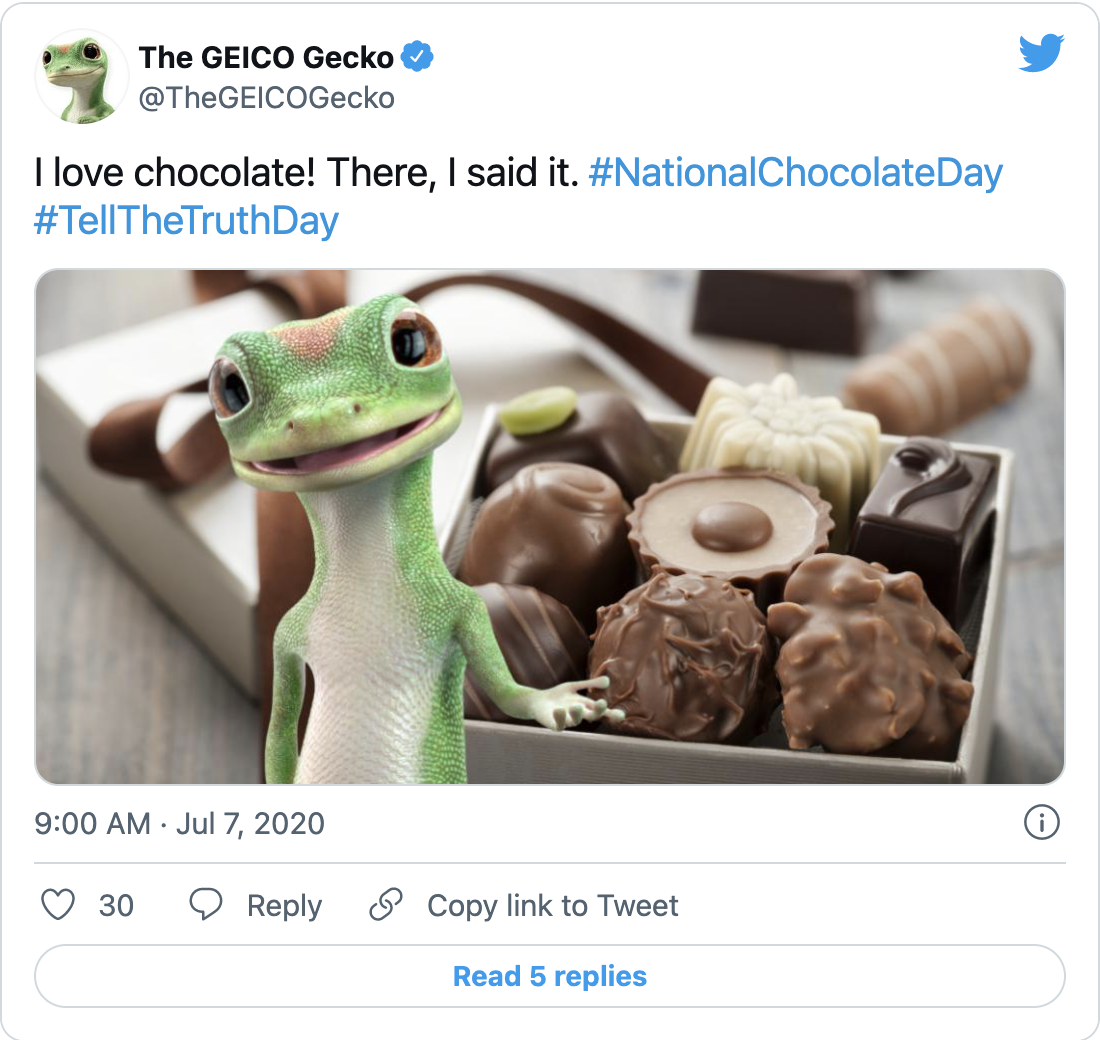 The GEICO Gecko
@TheGEICOGecko
I love chocolate! There, I said it. #NationalChocolateDay
#TellTheTruthDay
9:00 AM · Jul 7, 2020
30 Reply Copy link to Tweet
Read 5 replies